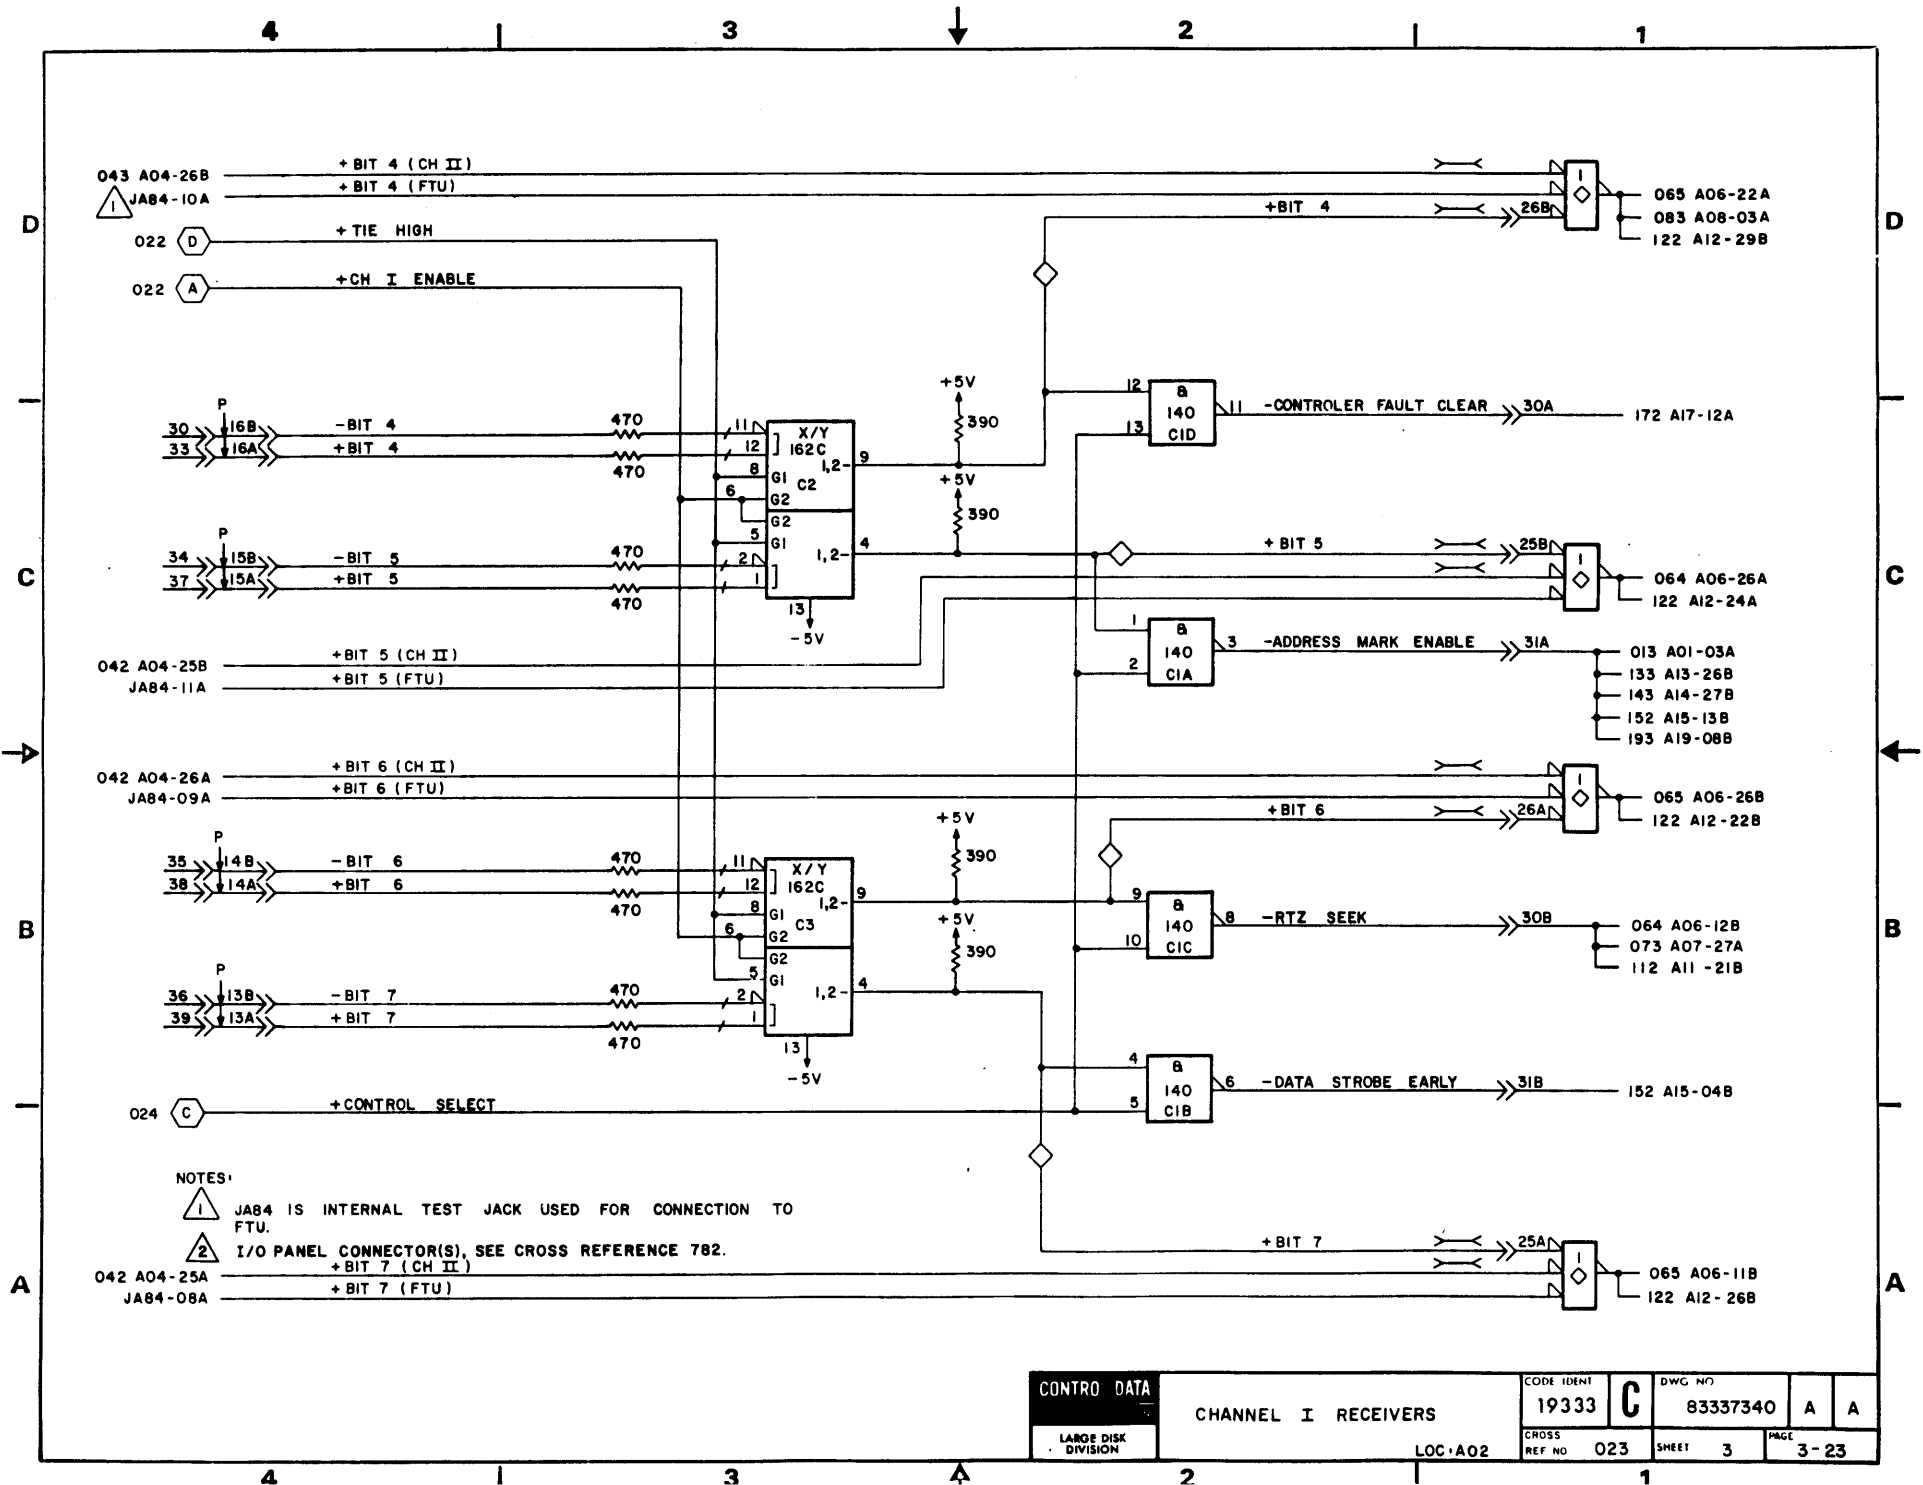 4 3 2 1
043 A04-26B +BIT 4 (CH II)
1 JA84-10A +BIT 4 (FTU)
+BIT 4 26B
1
065 A06-22A
083 A08-03A
122 A12-29B
D D
022 D +TIE HIGH
022 A +CH I ENABLE
P
30 16B -BIT 4 470 11
33 16A +BIT 4 470 12
X/Y
162C
1,2- 9
8 G1 C2
6 G2
G2
5 G1
1,2- 4
+5V
390
+5V
390
12 &
140
13 C1D
11 -CONTROLER FAULT CLEAR 30A 172 A17-12A
P
34 15B -BIT 5 470 2
37 15A +BIT 5 470 1
13
-5V
C C
+BIT 5 25B
1
064 A06-26A
122 A12-24A
1 &
140
2 C1A
3 -ADDRESS MARK ENABLE 31A
013 A01-03A
133 A13-26B
143 A14-27B
152 A15-13B
193 A19-08B
042 A04-25B +BIT 5 (CH II)
JA84-11A +BIT 5 (FTU)
042 A04-26A +BIT 6 (CH II)
JA84-09A +BIT 6 (FTU)
+BIT 6 26A
1
065 A06-26B
122 A12-22B
P
35 14B -BIT 6 470 11
38 14A +BIT 6 470 12
X/Y
162C
1,2- 9
8 G1 C3
6 G2
G2
5 G1
1,2- 4
+5V
390
+5V
390
9 &
140
10 C1C
8 -RTZ SEEK 30B
064 A06-12B
073 A07-27A
112 A11-21B
B B
P
36 13B -BIT 7 470 2
39 13A +BIT 7 470 1
13
-5V
4 &
140
5 C1B
6 -DATA STROBE EARLY 31B 152 A15-04B
024 C +CONTROL SELECT
NOTES:
1 JA84 IS INTERNAL TEST JACK USED FOR CONNECTION TO
FTU.
2 I/O PANEL CONNECTOR(S), SEE CROSS REFERENCE 782.
+BIT 7 25A
1
042 A04-25A +BIT 7 (CH II)
JA84-08A +BIT 7 (FTU)
065 A06-11B
122 A12-26B
A A
CONTRO DATA
LARGE DISK
DIVISION
CHANNEL I RECEIVERS
LOC:A02
CODE IDENT
19333
C
DWG NO
83337340
A A
CROSS
REF NO 023
SHEET 3
PAGE
3-23
4 3 2 1